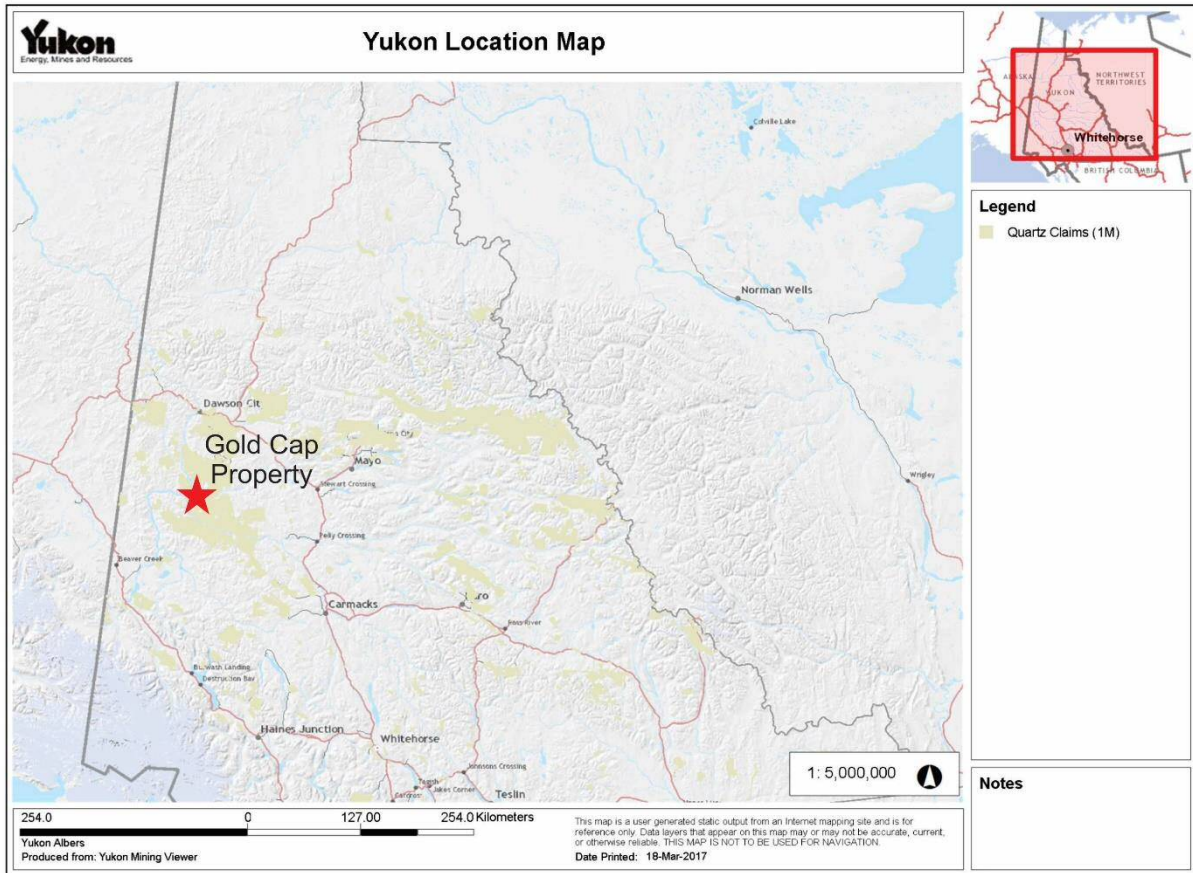 Yukon
Energy, Mines and Resources
Yukon Location Map
ALASKA
YUKON
NORTHWEST
TERRITORIES
Whitehorse
BRITISH COLUMBIA
Legend
Quartz Claims (1M)
Colville Lake
Norman Wells
Dawson Cit
Gold Cap
Property
Mayo
Stewart Crossing
Wrigley
Pelly Crossing
Beaver Creek
Carmacks
Ross River
Destruction Bay
Haines Junction
Whitehorse
Johnsons Crossing
Jakes Corner
Teslin
1: 5,000,000
Notes
254.0 0 127.00 254.0 Kilometers
Yukon Albers
Produced from: Yukon Mining Viewer
This map is a user generated static output from an Internet mapping site and is for
reference only. Data layers that appear on this map may or may not be accurate, current,
or otherwise reliable. THIS MAP IS NOT TO BE USED FOR NAVIGATION.
Date Printed: 18-Mar-2017